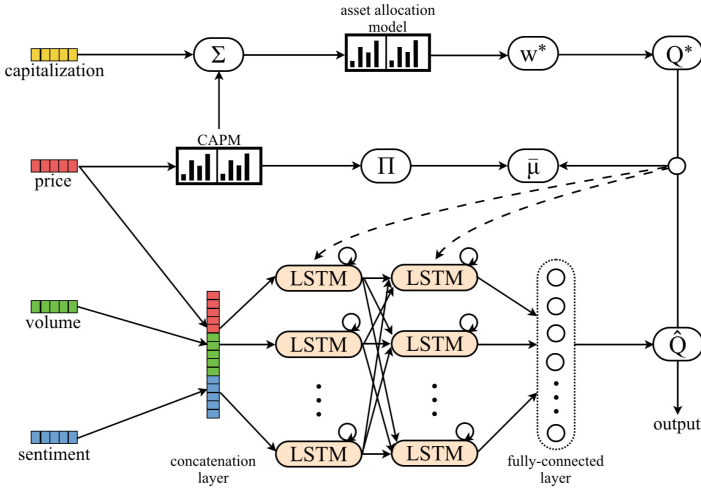 asset allocation
model
capitalization
Σ
w*
Q*
CAPM
price
Π
μ̄
LSTM
LSTM
volume
LSTM
LSTM
Q̂
sentiment
LSTM
LSTM
output
concatenation
layer
fully-connected
layer